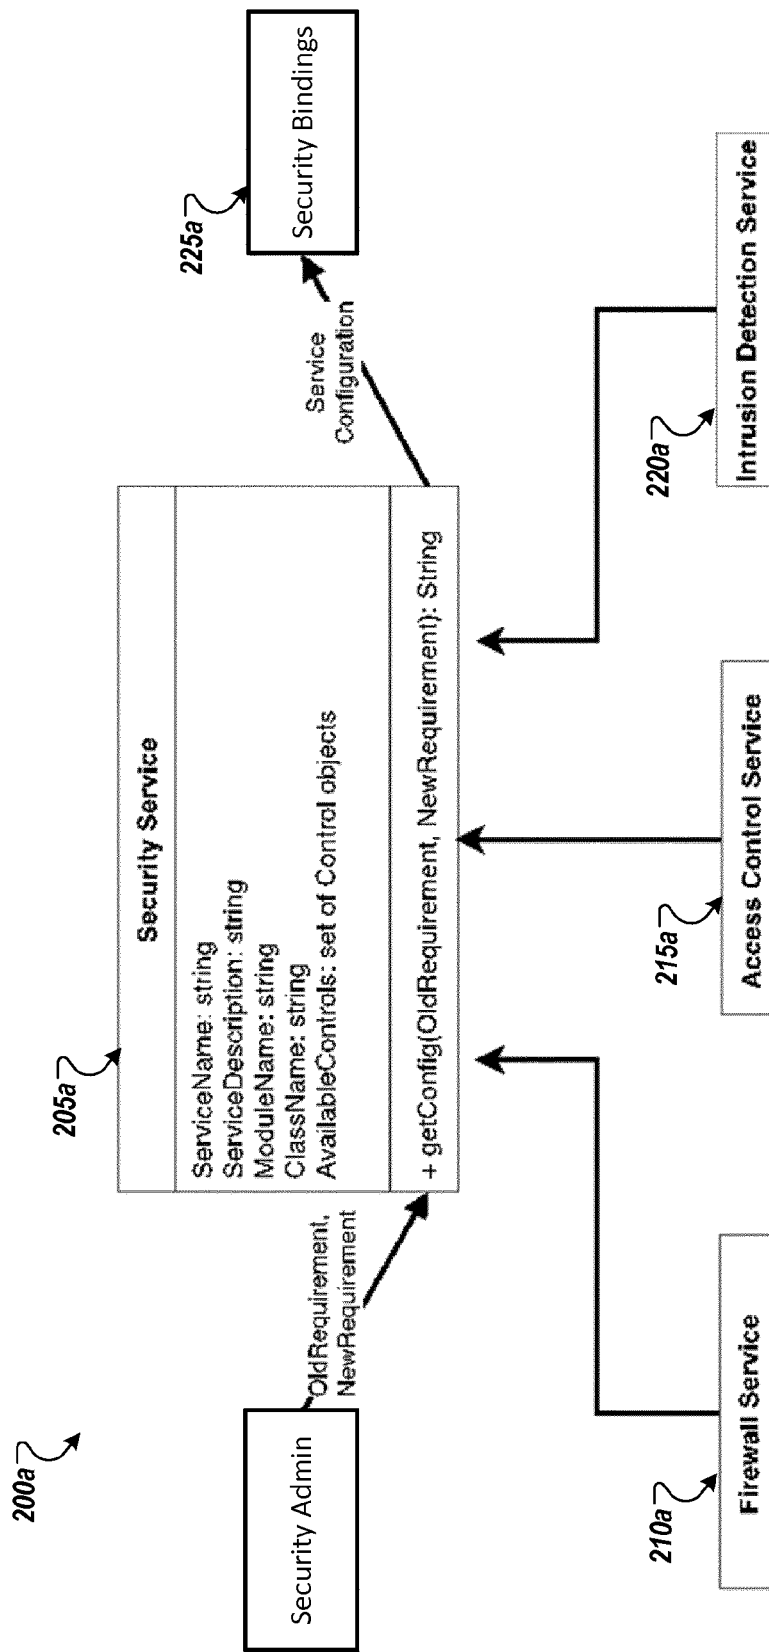 200a
205a
Security Service
ServiceName: string
ServiceDescription: string
ModuleName: string
ClassName: string
AvailableControls: set of Control objects
+ getConfig(OldRequirement, NewRequirement): String
Security Admin
OldRequirement,
NewRequirement
Service
Configuration
225a
Security Bindings
210a
Firewall Service
215a
Access Control Service
220a
Intrusion Detection Service